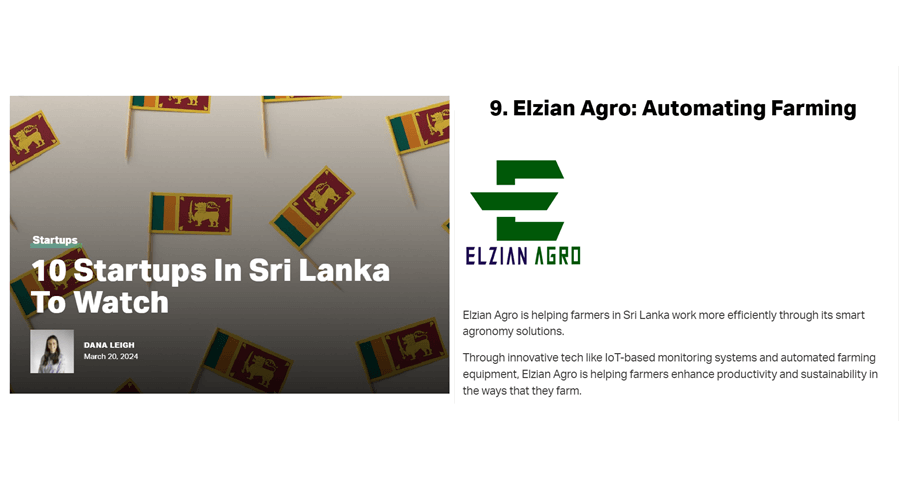 Startups
10 Startups In Sri Lanka
To Watch
DANA LEIGH
March 20, 2024
9. Elzian Agro: Automating Farming
ELZIAN AGRO
Elzian Agro is helping farmers in Sri Lanka work more efficiently through its smart
agronomy solutions.
Through innovative tech like IoT-based monitoring systems and automated farming
equipment, Elzian Agro is helping farmers enhance productivity and sustainability in
the ways that they farm.